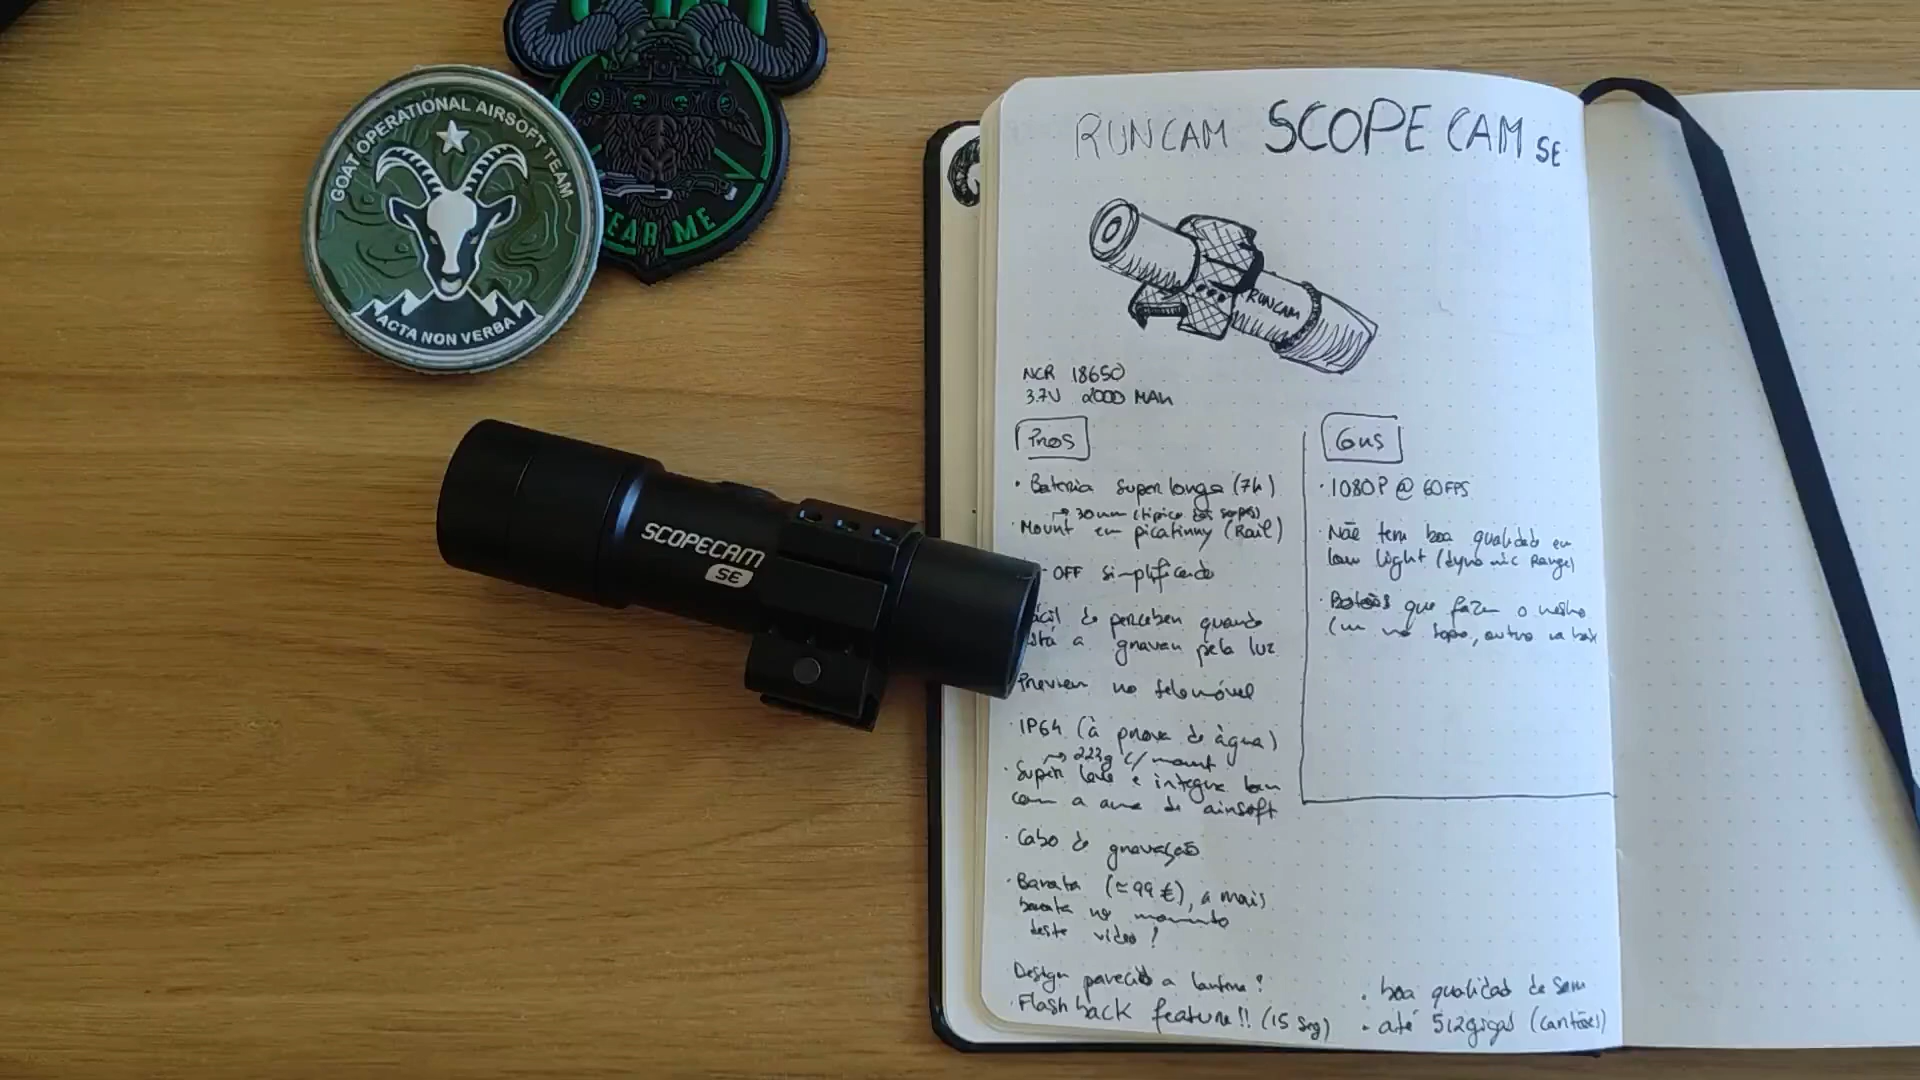 GOAT OPERATIONAL AIRSOFT TEAM
ACTA NON VERBA
EAR ME
SCOPECAM
SE
RUNCAM SCOPE CAM SE
RUNCAM
NCR 18650
3.7V 2000 MAh
Pros
• Bateria super longa (7h)
→ 30mm (típico dos scopes)
• Mount em picatinny (Rail)
- OFF simplificado
ácil de perceber quando
stá a gravar pela luz
Preview no telemóvel
• IP64 (à prova de água)
→ 223g c/ mount
• Super leve e integra bem
com a arma de airsoft
• Cabo de gravação
• Barata (≈ 99 €), a mais
barata no momento
deste vídeo!
Design parecido a lanterna?
• Flash back feature!! (15 seg)
Cons
• 1080P @ 60FPS
• Não tem boa qualidade em
low light (dynamic Range)
Botões que fazem o mesmo
(um no topo, outro na
• boa qualidad de som
• até 512gigas (cartões)